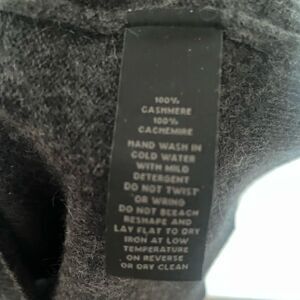 100%
CASHMERE
100%
CACHEMIRE
HAND WASH IN
COLD WATER
WITH MILD
DETERGENT
DO NOT TWIST
OR WRING
DO NOT BLEACH
RESHAPE AND
LAY FLAT TO DRY
IRON AT LOW
TEMPERATURE
ON REVERSE
OR DRY CLEAN